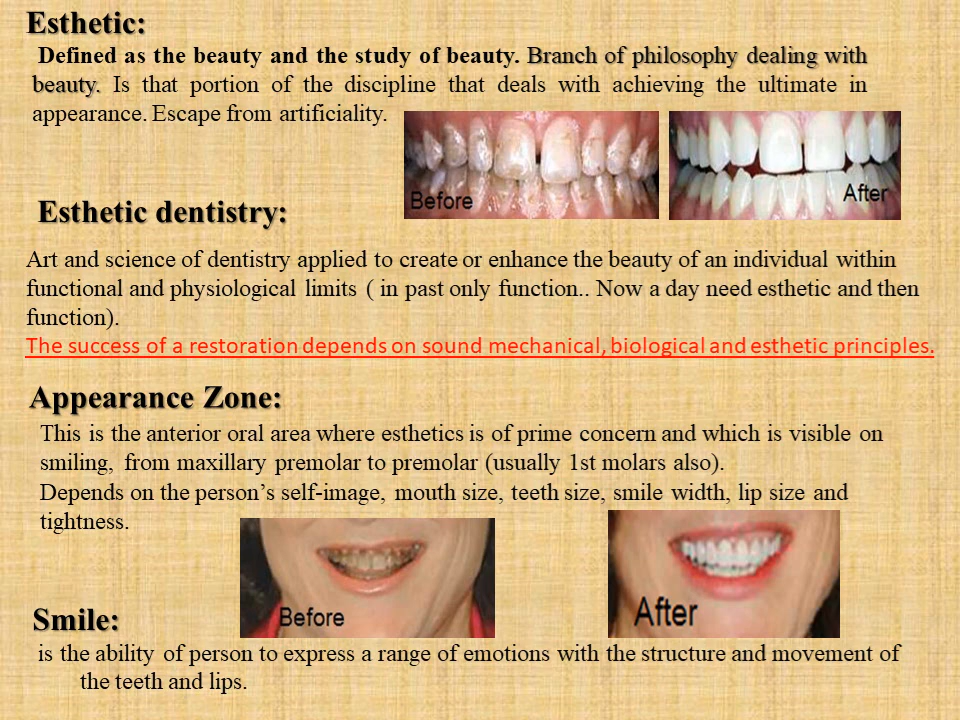 Esthetic:
Defined as the beauty and the study of beauty. Branch of philosophy dealing with
beauty. Is that portion of the discipline that deals with achieving the ultimate in
appearance. Escape from artificiality.
Before
After
Esthetic dentistry:
Art and science of dentistry applied to create or enhance the beauty of an individual within
functional and physiological limits ( in past only function.. Now a day need esthetic and then
function).
The success of a restoration depends on sound mechanical, biological and esthetic principles.
Appearance Zone:
This is the anterior oral area where esthetics is of prime concern and which is visible on
smiling, from maxillary premolar to premolar (usually 1st molars also).
Depends on the person’s self-image, mouth size, teeth size, smile width, lip size and
tightness.
Before
After
Smile:
is the ability of person to express a range of emotions with the structure and movement of
the teeth and lips.